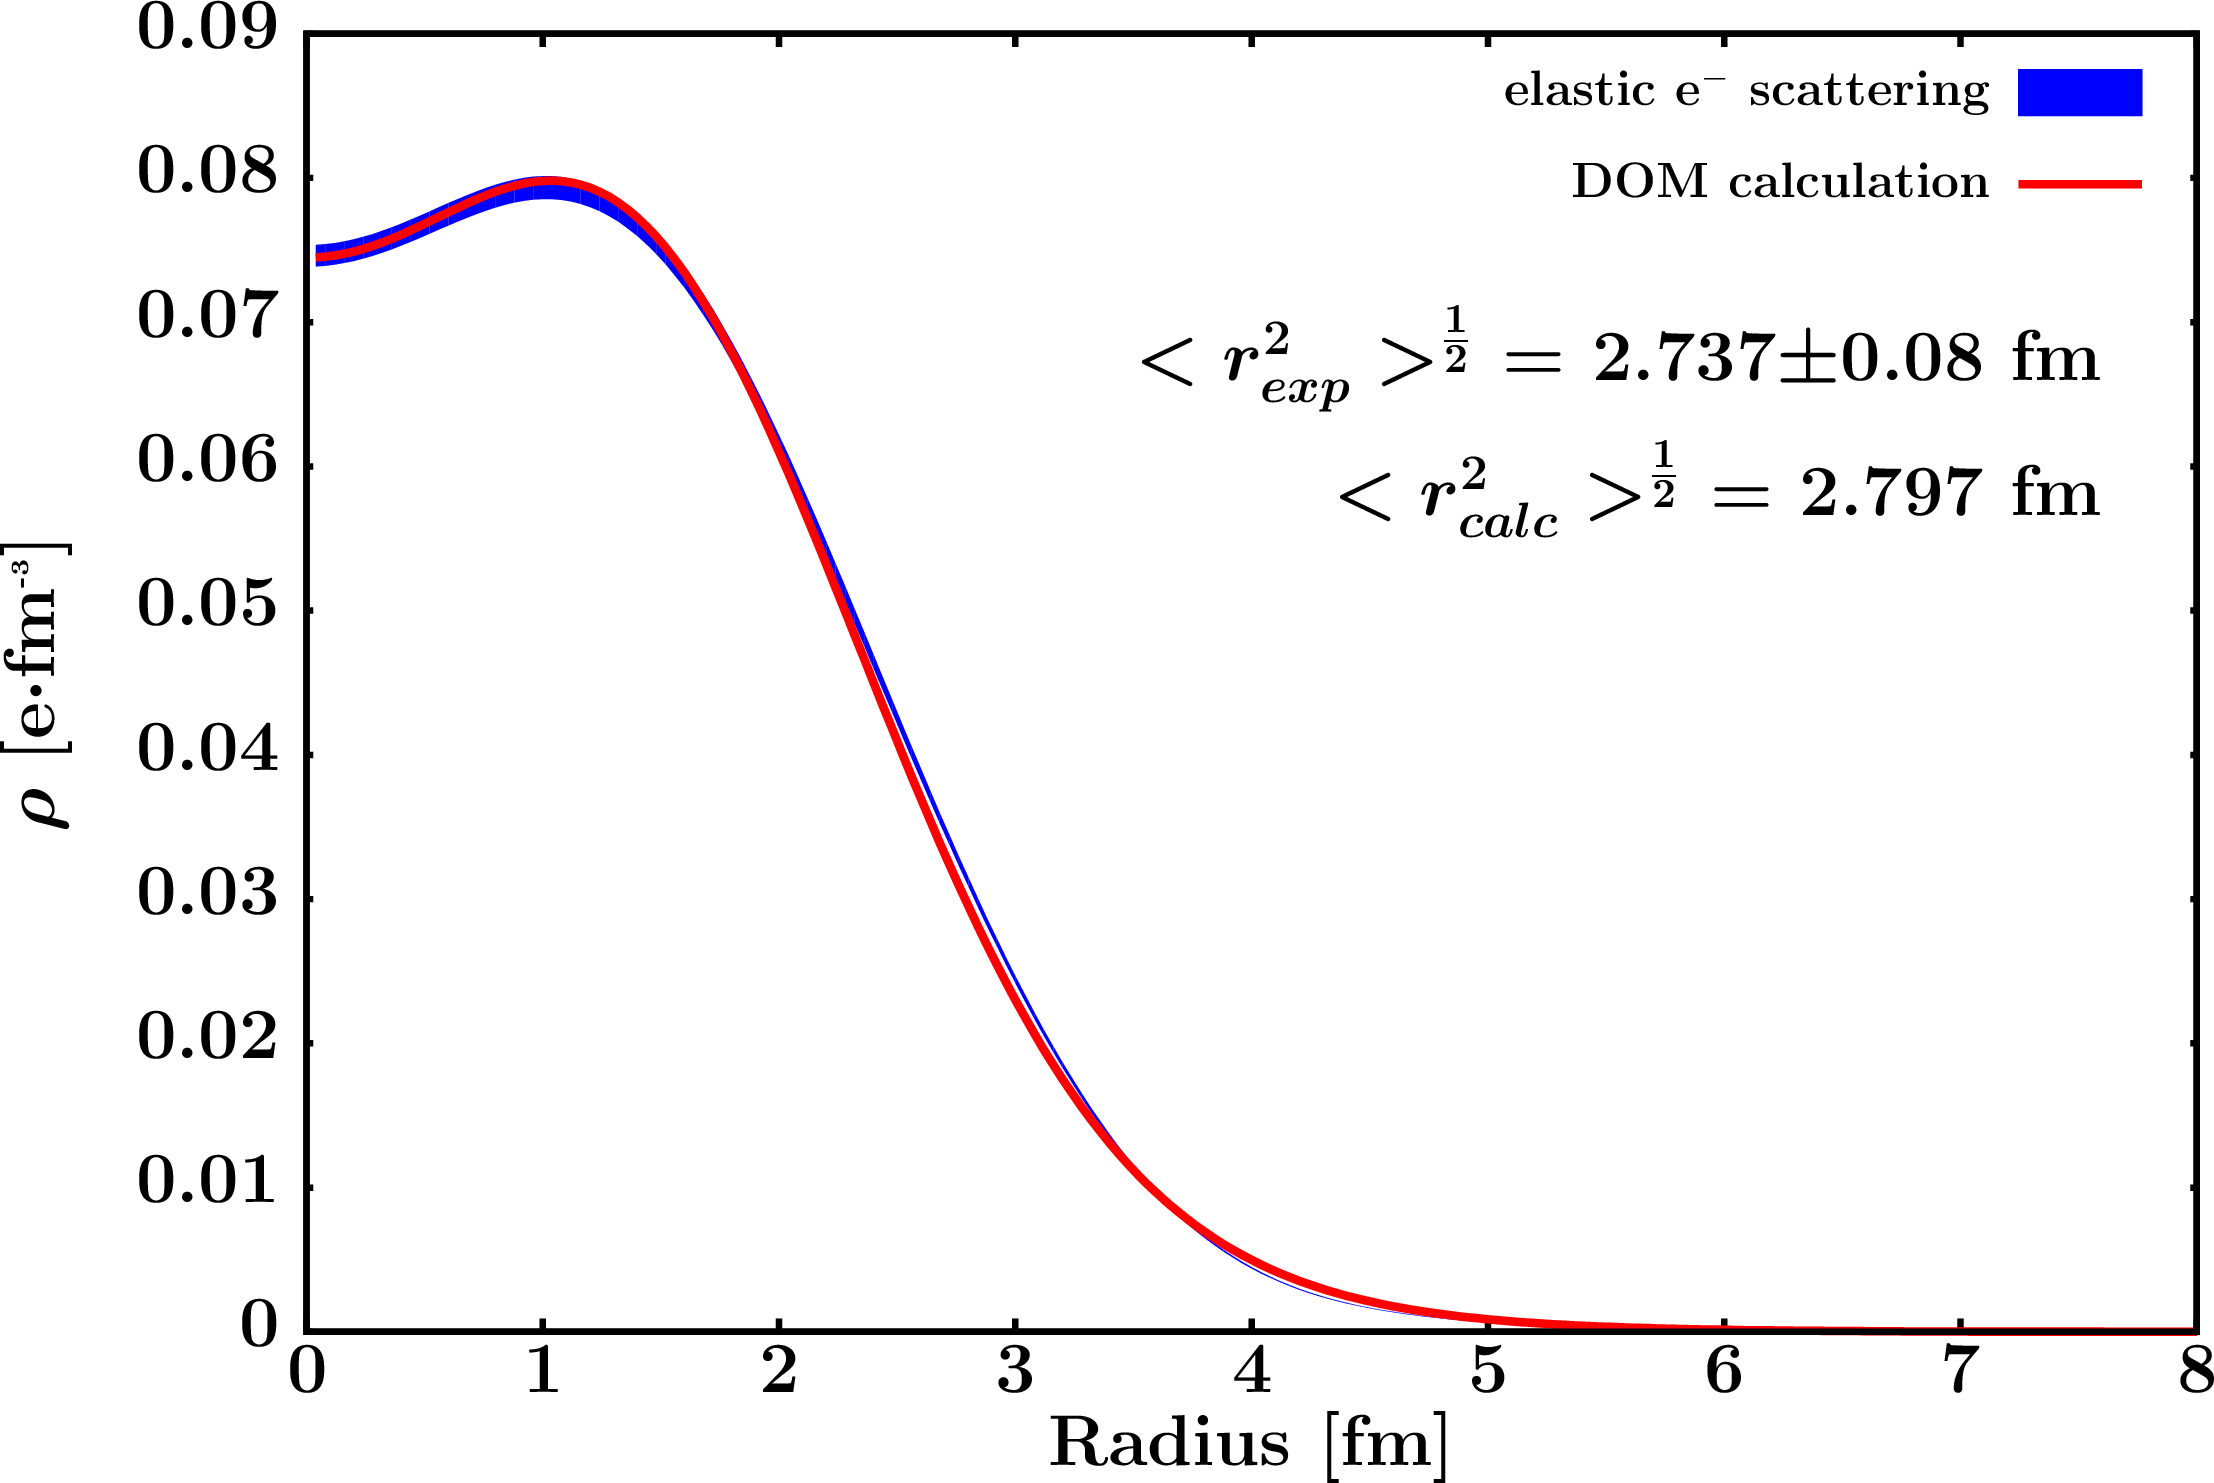 0.09
0.08
0.07
0.06
0.05
0.04
0.03
0.02
0.01
0
ρ [e·fm⁻³]
elastic e⁻ scattering
DOM calculation
< r²ₑₓₚ >^½ = 2.737±0.08 fm
< r²_calc >^½ = 2.797 fm
0 1 2 3 4 5 6 7 8
Radius [fm]